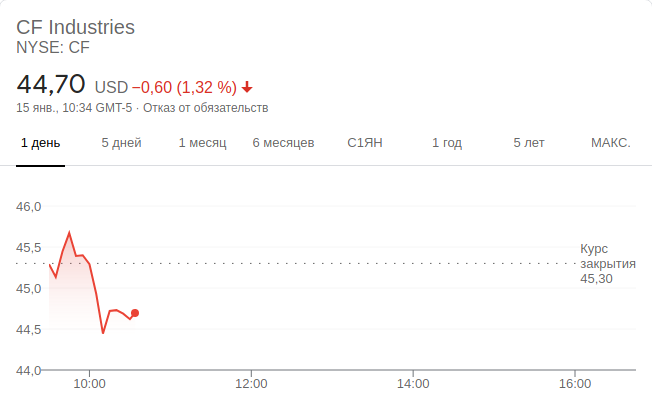 CF Industries
NYSE: CF
44,70 USD −0,60 (1,32 %)
15 янв., 10:34 GMT-5 · Отказ от обязательств
1 день 5 дней 1 месяц 6 месяцев С1ЯН 1 год 5 лет МАКС.
46,0
45,5
Курс
закрытия
45,30
45,0
44,5
44,0
10:00 12:00 14:00 16:00